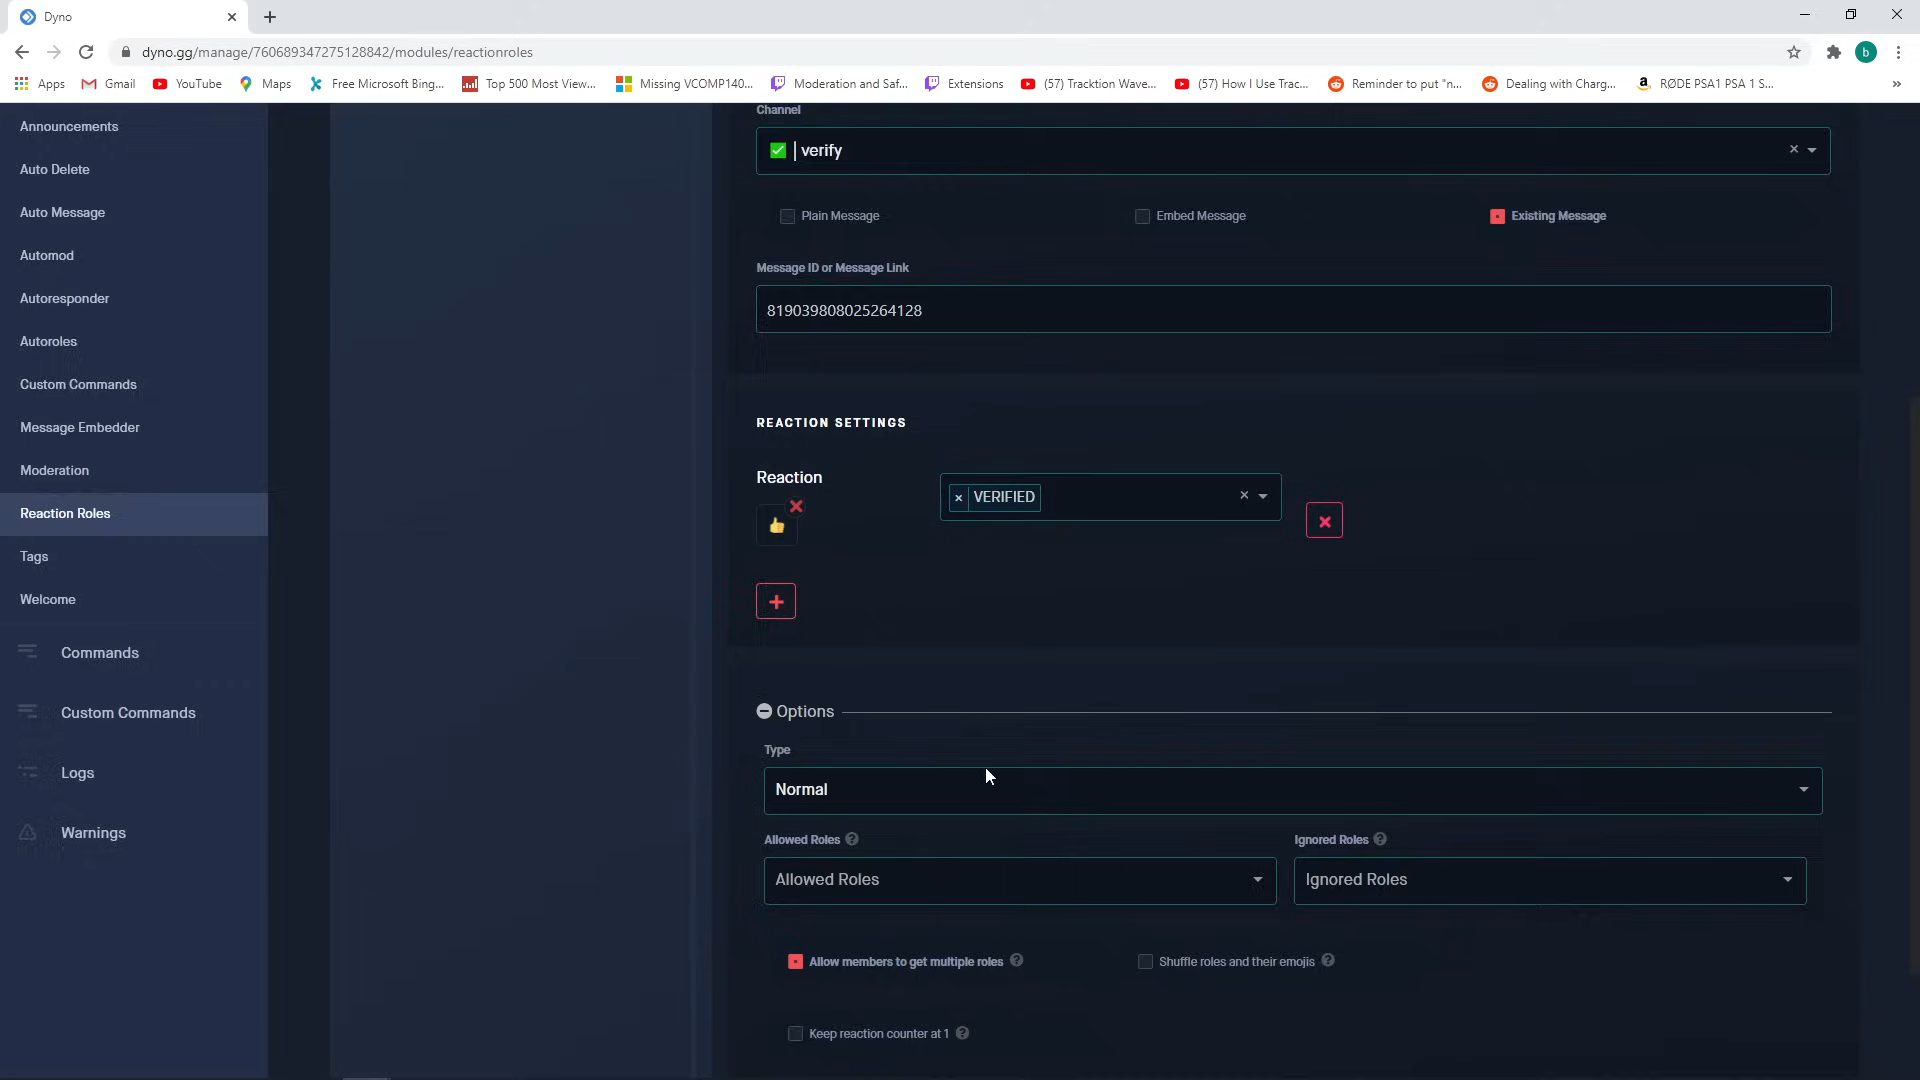 Dyno
dyno.gg/manage/760689347275128842/modules/reactionroles
b
Apps
Gmail
YouTube
Maps
Free Microsoft Bing...
Top 500 Most View...
Missing VCOMP140...
Moderation and Saf...
Extensions
(57) Tracktion Wave...
(57) How I Use Trac...
Reminder to put "n...
Dealing with Charg...
RØDE PSA1 PSA 1 S...
»
Announcements
Auto Delete
Auto Message
Automod
Autoresponder
Autoroles
Custom Commands
Message Embedder
Moderation
Reaction Roles
Tags
Welcome
Commands
Custom Commands
Logs
Warnings
Channel
✅ | verify
Plain Message
Embed Message
Existing Message
Message ID or Message Link
819039808025264128
REACTION SETTINGS
Reaction
× VERIFIED
Options
Type
Normal
Allowed Roles
Ignored Roles
Allowed Roles
Ignored Roles
Allow members to get multiple roles
Shuffle roles and their emojis
Keep reaction counter at 1